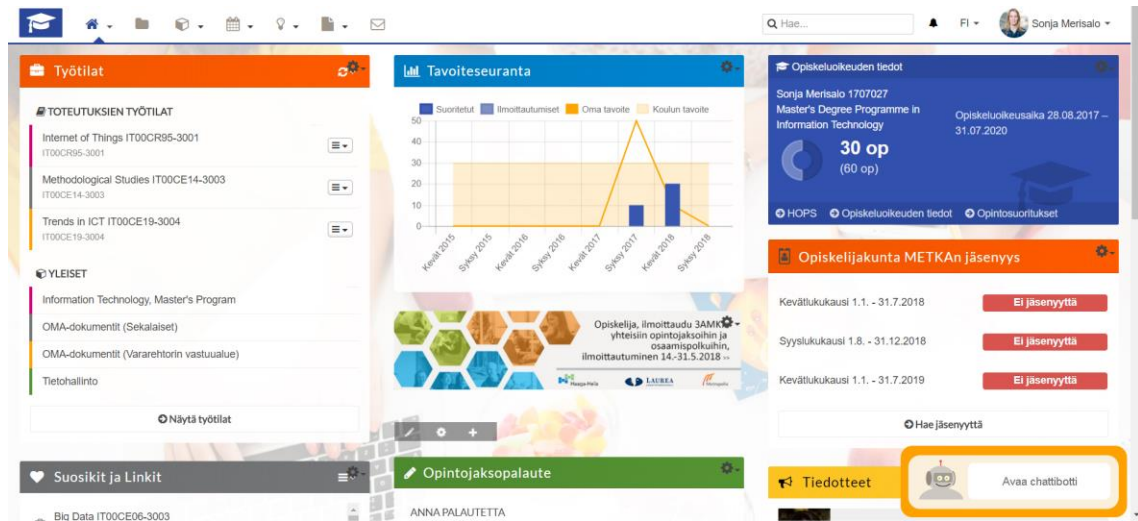 Hae...
FI
Sonja Merisalo
Työtilat
TOTEUTUKSIEN TYÖTILAT
Internet of Things IT00CR95-3001
IT00CR95-3001
Methodological Studies IT00CE14-3003
IT00CE14-3003
Trends in ICT IT00CE19-3004
IT00CE19-3004
YLEISET
Information Technology, Master's Program
OMA-dokumentit (Sekalaiset)
OMA-dokumentit (Vararehtorin vastuualue)
Tietohallinto
Näytä työtilat
Suosikit ja Linkit
Big Data IT00CE06-3003
Tavoiteseuranta
Suoritetut Ilmoittautumiset Oma tavoite Koulun tavoite
50
40
30
20
10
0
Kevät 2015 Syksy 2015 Kevät 2016 Syksy 2016 Kevät 2017 Syksy 2017 Kevät 2018 Syksy 2018
Opiskelija, ilmoittaudu 3AMK:
yhteisiin opintojaksoihin ja
osaamispolkuihin,
ilmoittautuminen 14.-31.5.2018 >>
Haaga-Helia LAUREA Metropolia
Opintojaksopalaute
ANNA PALAUTETTA
Opiskeluoikeuden tiedot
Sonja Merisalo 1707027
Master's Degree Programme in
Information Technology
Opiskeluoikeusaika 28.08.2017 –
31.07.2020
30 op
(60 op)
HOPS Opiskeluoikeuden tiedot Opintosuoritukset
Opiskelijakunta METKAn jäsenyys
Kevätlukukausi 1.1. - 31.7.2018 Ei jäsenyyttä
Syyslukukausi 1.8. - 31.12.2018 Ei jäsenyyttä
Kevätlukukausi 1.1. - 31.7.2019 Ei jäsenyyttä
Hae jäsenyyttä
Tiedotteet
Avaa chattibotti